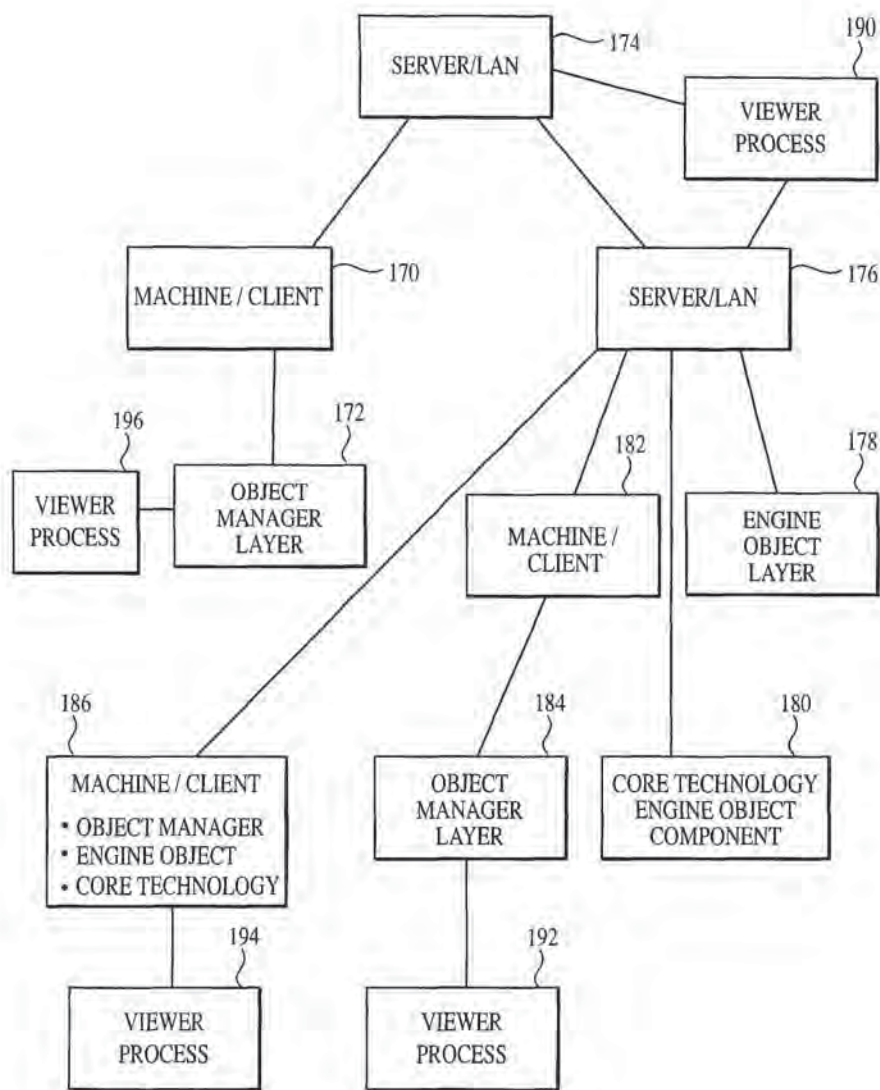 174
SERVER/LAN
190
VIEWER
PROCESS
170
MACHINE / CLIENT
176
SERVER/LAN
196
VIEWER
PROCESS
172
OBJECT
MANAGER
LAYER
182
MACHINE /
CLIENT
178
ENGINE
OBJECT
LAYER
186
MACHINE / CLIENT
• OBJECT MANAGER
• ENGINE OBJECT
• CORE TECHNOLOGY
184
OBJECT
MANAGER
LAYER
180
CORE TECHNOLOGY
ENGINE OBJECT
COMPONENT
194
VIEWER
PROCESS
192
VIEWER
PROCESS